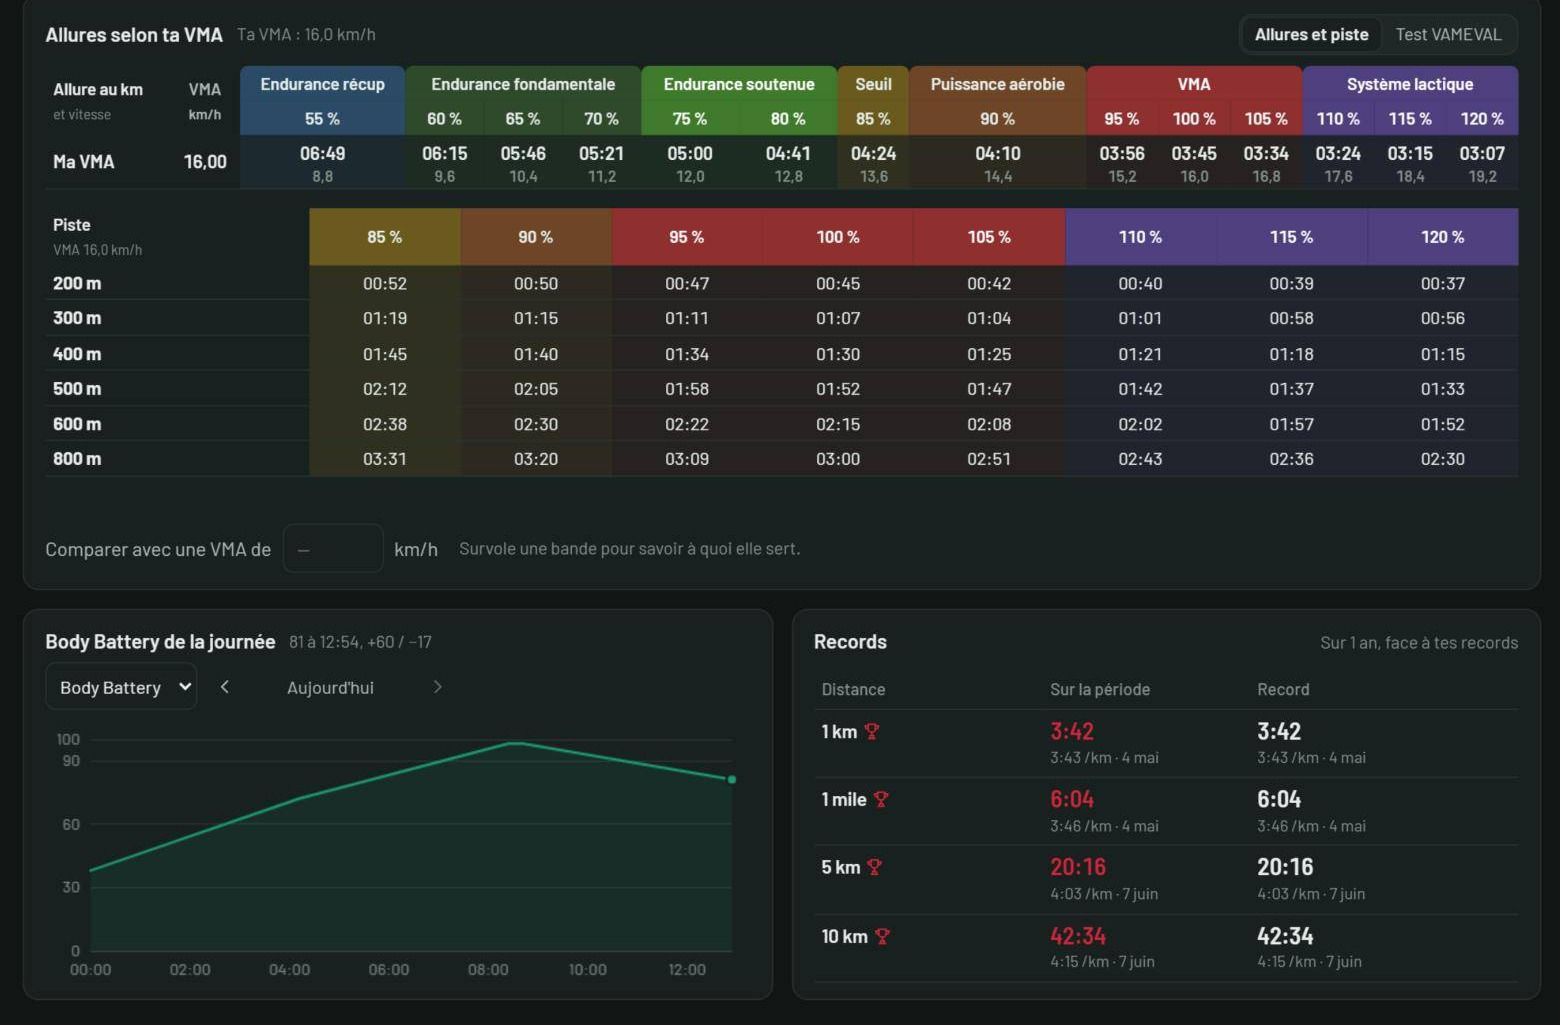 Allures selon ta VMA Ta VMA : 16,0 km/h Allures et piste Test VAMEVAL
Allure au km VMA Endurance récup Endurance fondamentale Endurance soutenue Seuil Puissance aérobie VMA Système lactique
et vitesse km/h 55 % 60 % 65 % 70 % 75 % 80 % 85 % 90 % 95 % 100 % 105 % 110 % 115 % 120 %
Ma VMA 16,00 06:49 06:15 05:46 05:21 05:00 04:41 04:24 04:10 03:56 03:45 03:34 03:24 03:15 03:07
8,8 9,6 10,4 11,2 12,0 12,8 13,6 14,4 15,2 16,0 16,8 17,6 18,4 19,2
Piste 85 % 90 % 95 % 100 % 105 % 110 % 115 % 120 %
VMA 16,0 km/h
200 m 00:52 00:50 00:47 00:45 00:42 00:40 00:39 00:37
300 m 01:19 01:15 01:11 01:07 01:04 01:01 00:58 00:56
400 m 01:45 01:40 01:34 01:30 01:25 01:21 01:18 01:15
500 m 02:12 02:05 01:58 01:52 01:47 01:42 01:37 01:33
600 m 02:38 02:30 02:22 02:15 02:08 02:02 01:57 01:52
800 m 03:31 03:20 03:09 03:00 02:51 02:43 02:36 02:30
Comparer avec une VMA de – km/h Survole une bande pour savoir à quoi elle sert.
Body Battery de la journée 81 à 12:54, +60 / −17
Body Battery Aujourd'hui
100
90
60
30
0
00:00 02:00 04:00 06:00 08:00 10:00 12:00
Records Sur 1 an, face à tes records
Distance Sur la période Record
1 km 3:42 3:42
3:43 /km · 4 mai 3:43 /km · 4 mai
1 mile 6:04 6:04
3:46 /km · 4 mai 3:46 /km · 4 mai
5 km 20:16 20:16
4:03 /km · 7 juin 4:03 /km · 7 juin
10 km 42:34 42:34
4:15 /km · 7 juin 4:15 /km · 7 juin